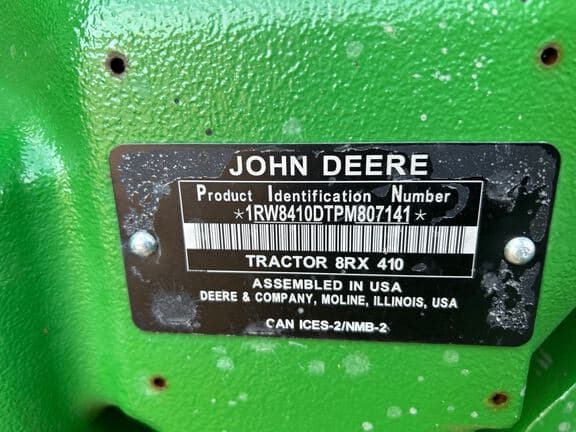 JOHN DEERE
Product Identification Number
*1RW8410DTPM807141*
TRACTOR 8RX 410
ASSEMBLED IN USA
DEERE & COMPANY, MOLINE, ILLINOIS, USA
CAN ICES-2/NMB-2